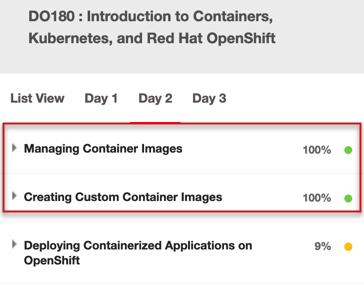 DO180 : Introduction to Containers,
Kubernetes, and Red Hat OpenShift
List View Day 1 Day 2 Day 3
Managing Container Images 100%
Creating Custom Container Images 100%
Deploying Containerized Applications on 9%
OpenShift